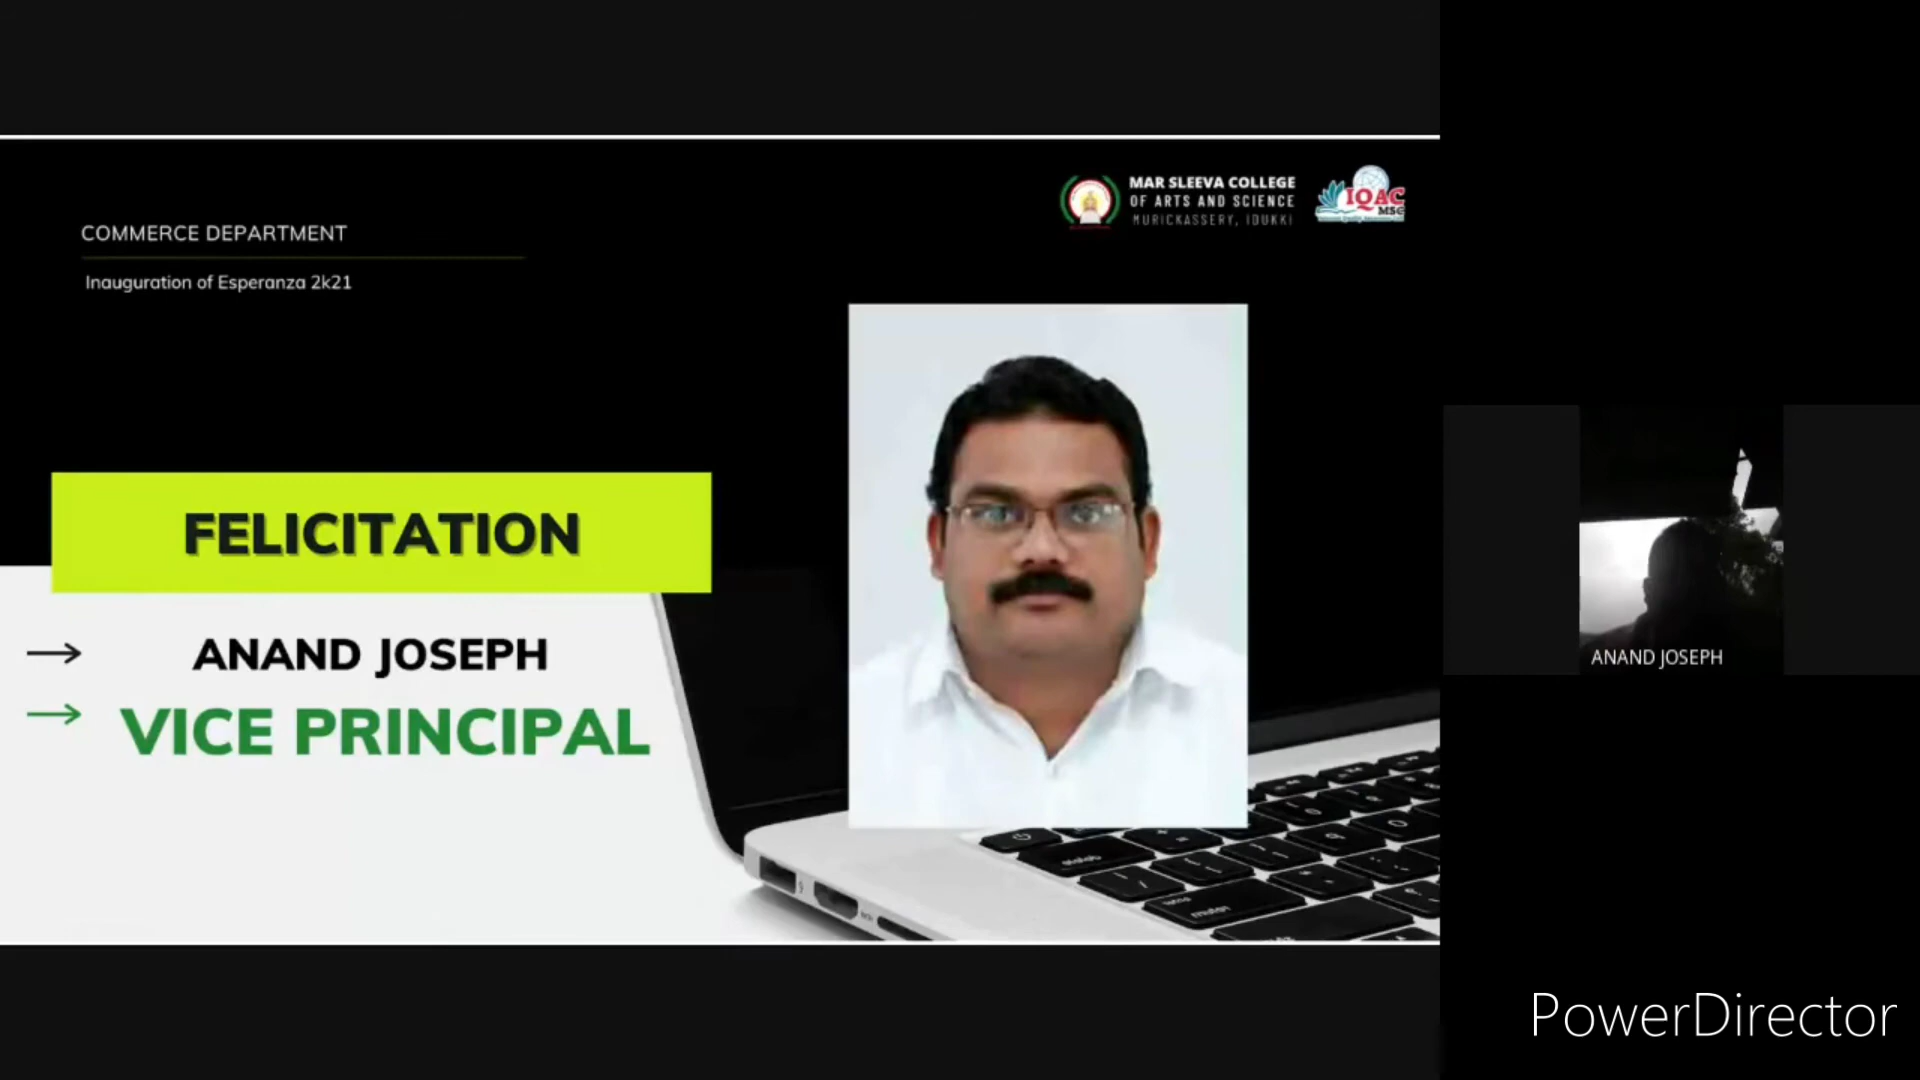 MAR SLEEVA COLLEGE
OF ARTS AND SCIENCE
MURICKASSERY, IDUKKI
IQAC
MSC
COMMERCE DEPARTMENT
Inauguration of Esperanza 2k21
FELICITATION
→ ANAND JOSEPH
→ VICE PRINCIPAL
ANAND JOSEPH
PowerDirector